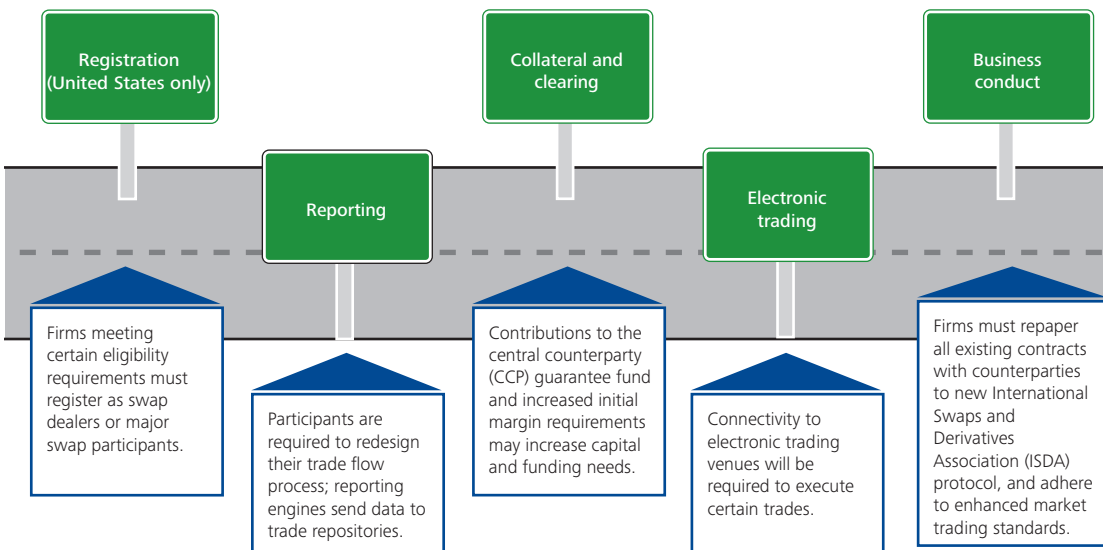 Registration
(United States only)
Collateral and
clearing
Business
conduct
Reporting
Electronic
trading
Firms meeting
certain eligibility
requirements must
register as swap
dealers or major
swap participants.
Participants are
required to redesign
their trade flow
process; reporting
engines send data to
trade repositories.
Contributions to the
central counterparty
(CCP) guarantee fund
and increased initial
margin requirements
may increase capital
and funding needs.
Connectivity to
electronic trading
venues will be
required to execute
certain trades.
Firms must repaper
all existing contracts
with counterparties
to new International
Swaps and
Derivatives
Association (ISDA)
protocol, and adhere
to enhanced market
trading standards.